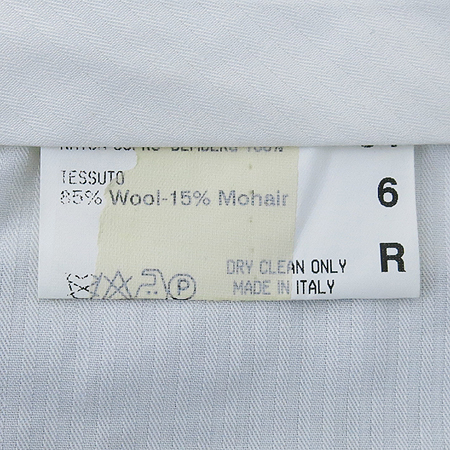 TESSUTO
85% Wool-15% Mohair
6
DRY CLEAN ONLY
R
P
MADE IN ITALY